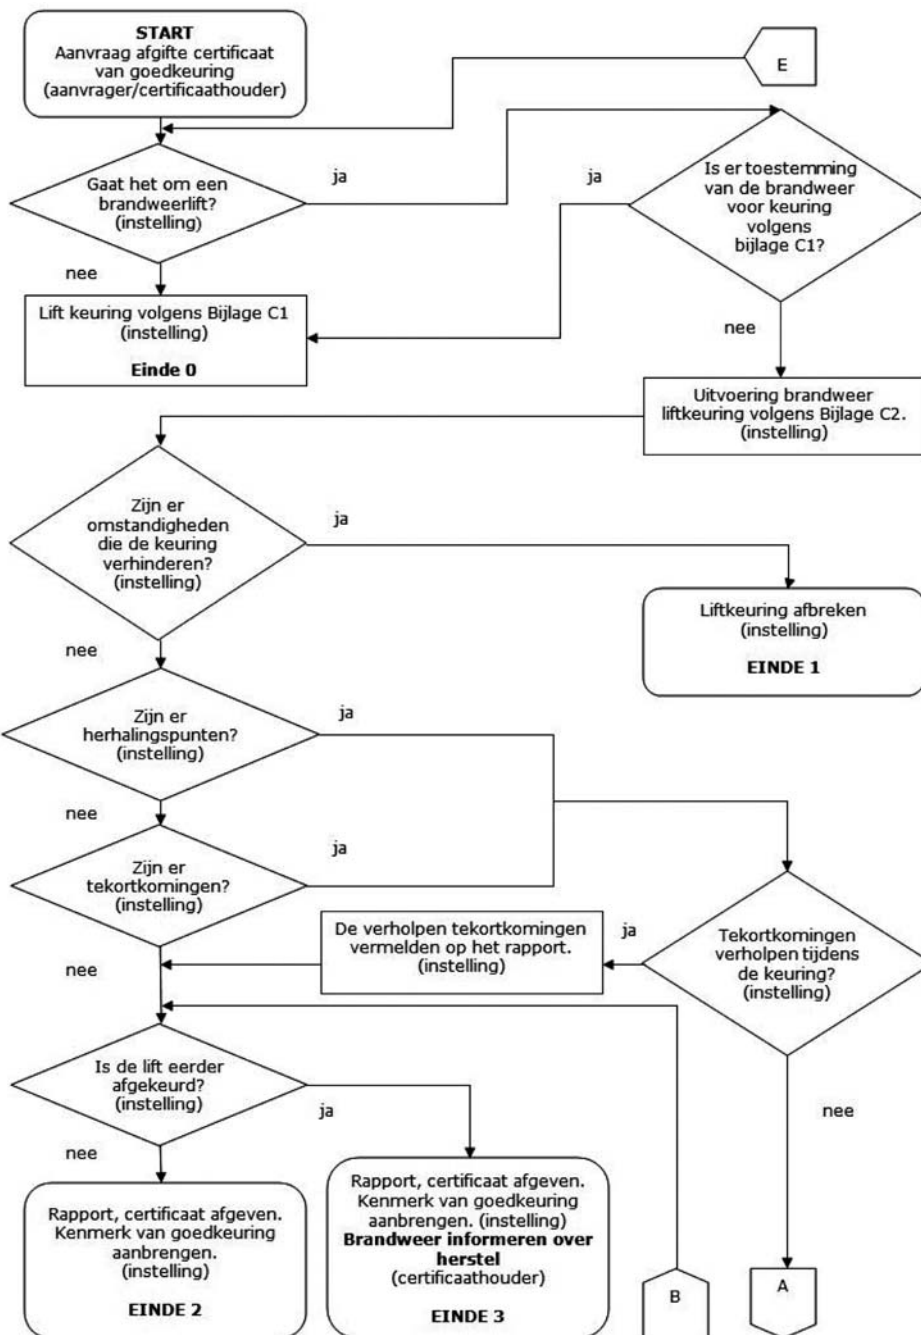 START
Aanvraag afgifte certificaat
van goedkeuring
(aanvrager/certificaathouder)
E
Gaat het om een
brandweerlift?
(instelling)
ja
nee
Is er toestemming
van de brandweer
voor keuring
volgens
bijlage C1?
ja
nee
Lift keuring volgens Bijlage C1
(instelling)
Einde 0
Uitvoering brandweer
liftkeuring volgens Bijlage C2.
(instelling)
Zijn er
omstandigheden
die de keuring
verhinderen?
(instelling)
ja
nee
Liftkeuring afbreken
(instelling)
EINDE 1
Zijn er
herhalingspunten?
(instelling)
ja
nee
Zijn er
tekortkomingen?
(instelling)
ja
nee
De verholpen tekortkomingen
vermelden op het rapport.
(instelling)
ja
Tekortkomingen
verholpen tijdens
de keuring?
(instelling)
nee
Is de lift eerder
afgekeurd?
(instelling)
ja
nee
Rapport, certificaat afgeven.
Kenmerk van goedkeuring
aanbrengen.
(instelling)
EINDE 2
Rapport, certificaat afgeven.
Kenmerk van goedkeuring
aanbrengen. (instelling)
Brandweer informeren over
herstel
(certificaathouder)
EINDE 3
B
A